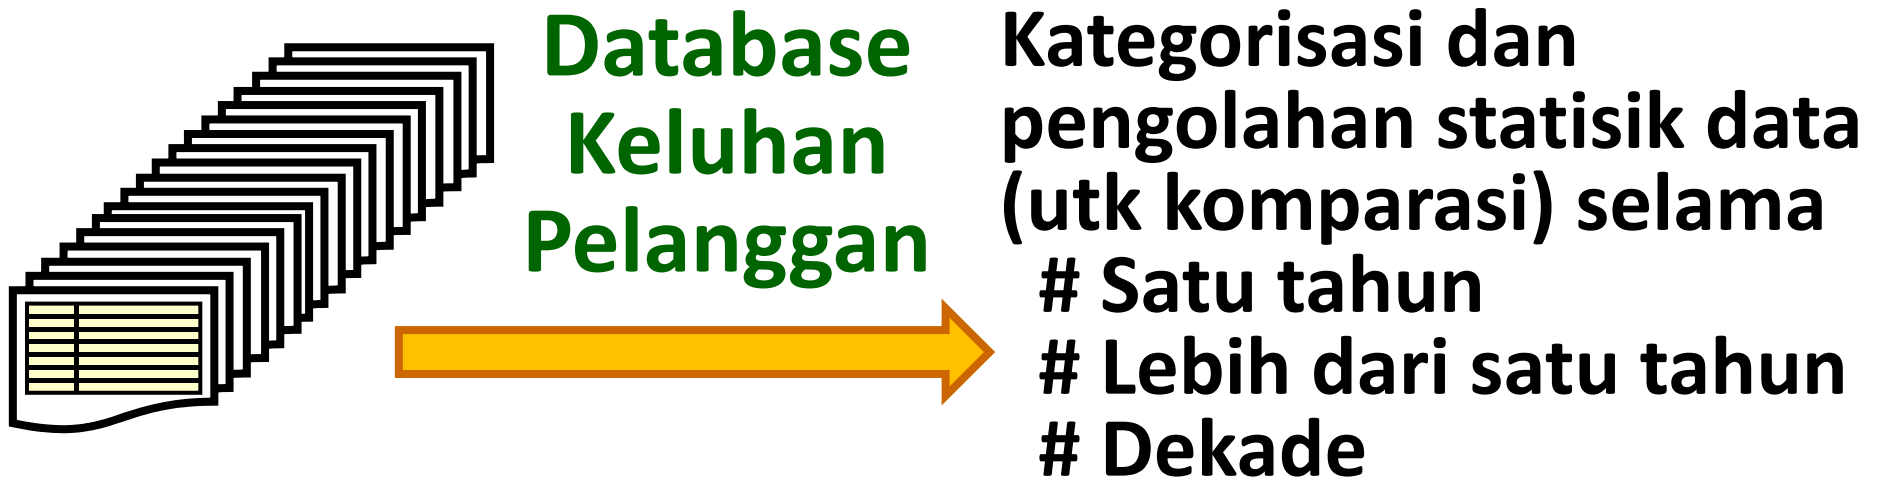 Database
Keluhan
Pelanggan
Kategorisasi dan
pengolahan statisik data
(utk komparasi) selama
# Satu tahun
# Lebih dari satu tahun
# Dekade